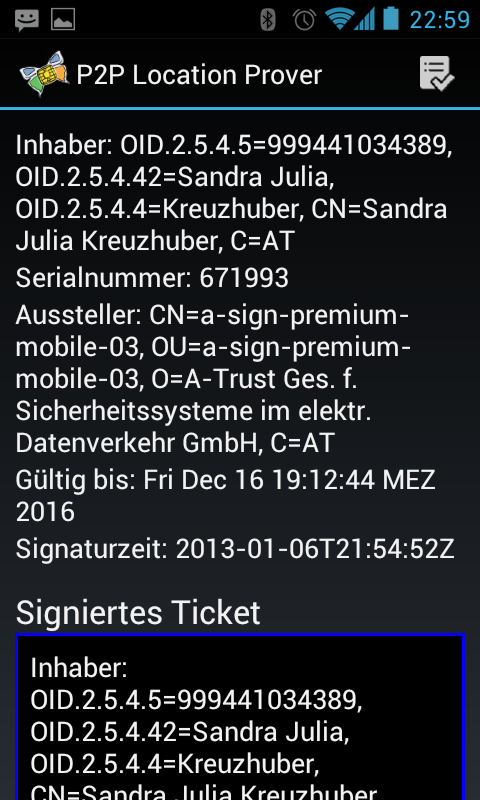 22:59
P2P Location Prover
Inhaber: OID.2.5.4.5=999441034389,
OID.2.5.4.42=Sandra Julia,
OID.2.5.4.4=Kreuzhuber, CN=Sandra
Julia Kreuzhuber, C=AT
Serialnummer: 671993
Aussteller: CN=a-sign-premium-
mobile-03, OU=a-sign-premium-
mobile-03, O=A-Trust Ges. f.
Sicherheitssysteme im elektr.
Datenverkehr GmbH, C=AT
Gültig bis: Fri Dec 16 19:12:44 MEZ
2016
Signaturzeit: 2013-01-06T21:54:52Z
Signiertes Ticket
Inhaber:
OID.2.5.4.5=999441034389,
OID.2.5.4.42=Sandra Julia,
OID.2.5.4.4=Kreuzhuber,
CN=Sandra Julia Kreuzhuber